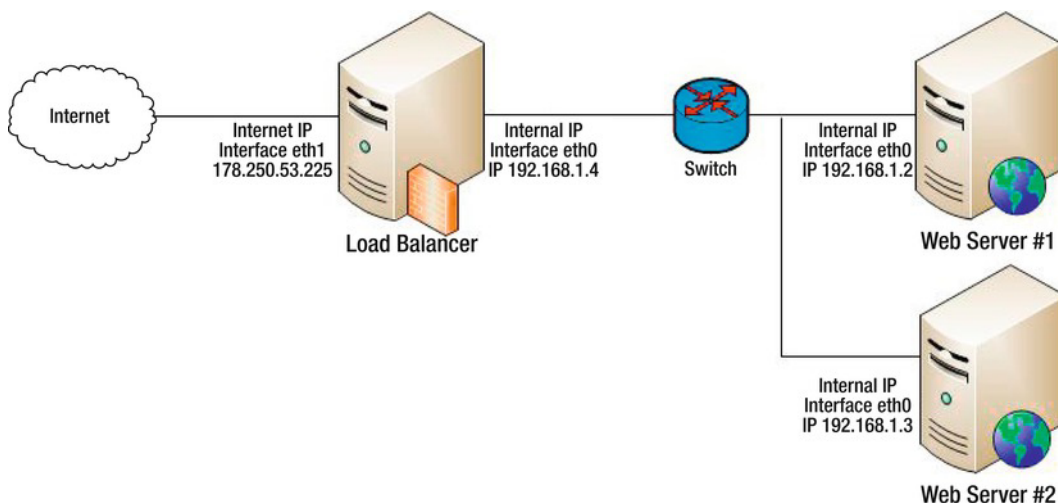 Internet
Internet IP
Interface eth1
178.250.53.225
Load Balancer
Internal IP
Interface eth0
IP 192.168.1.4
Switch
Internal IP
Interface eth0
IP 192.168.1.2
Web Server #1
Internal IP
Interface eth0
IP 192.168.1.3
Web Server #2